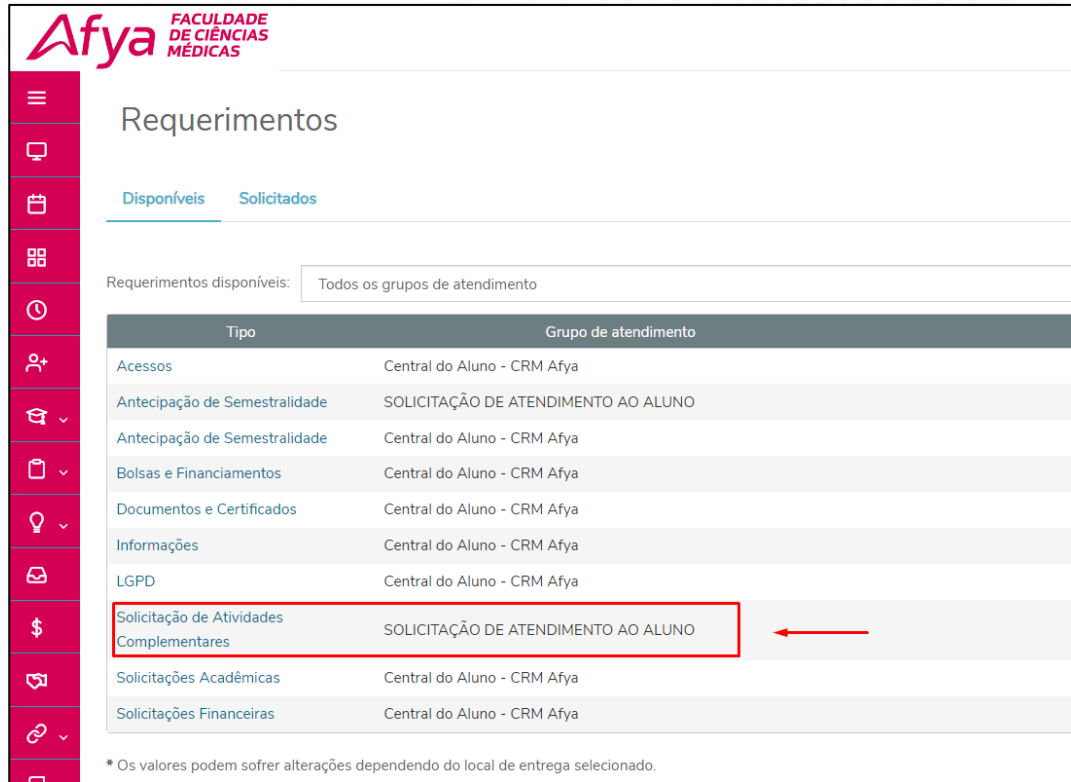 Afya FACULDADE
DE CIÊNCIAS
MÉDICAS
Requerimentos
Disponíveis Solicitados
Requerimentos disponíveis: Todos os grupos de atendimento
Tipo Grupo de atendimento
Acessos Central do Aluno - CRM Afya
Antecipação de Semestralidade SOLICITAÇÃO DE ATENDIMENTO AO ALUNO
Antecipação de Semestralidade Central do Aluno - CRM Afya
Bolsas e Financiamentos Central do Aluno - CRM Afya
Documentos e Certificados Central do Aluno - CRM Afya
Informações Central do Aluno - CRM Afya
LGPD Central do Aluno - CRM Afya
Solicitação de Atividades
Complementares SOLICITAÇÃO DE ATENDIMENTO AO ALUNO
Solicitações Acadêmicas Central do Aluno - CRM Afya
Solicitações Financeiras Central do Aluno - CRM Afya
* Os valores podem sofrer alterações dependendo do local de entrega selecionado.